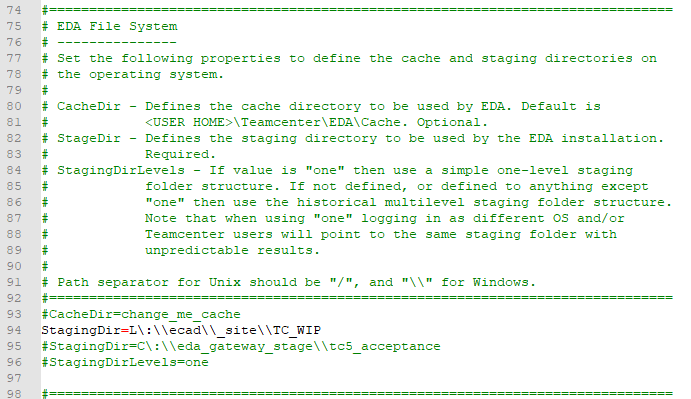 74 #==============================================================================
75 # EDA File System
76 # ---------------
77 # Set the following properties to define the cache and staging directories on
78 # the operating system.
79 #
80 # CacheDir - Defines the cache directory to be used by EDA. Default is
81 #            <USER HOME>\Teamcenter\EDA\Cache. Optional.
82 # StageDir - Defines the staging directory to be used by the EDA installation.
83 #            Required.
84 # StagingDirLevels - If value is "one" then use a simple one-level staging
85 #            folder structure. If not defined, or defined to anything except
86 #            "one" then use the historical multilevel staging folder structure.
87 #            Note that when using "one" logging in as different OS and/or
88 #            Teamcenter users will point to the same staging folder with
89 #            unpredictable results.
90 #
91 # Path separator for Unix should be "/", and "\\" for Windows.
92 #==============================================================================
93 #CacheDir=change_me_cache
94 StagingDir=L\:\\ecad\\_site\\TC_WIP
95 #StagingDir=C\:\\eda_gateway_stage\\tc5_acceptance
96 #StagingDirLevels=one
97
98 #==============================================================================